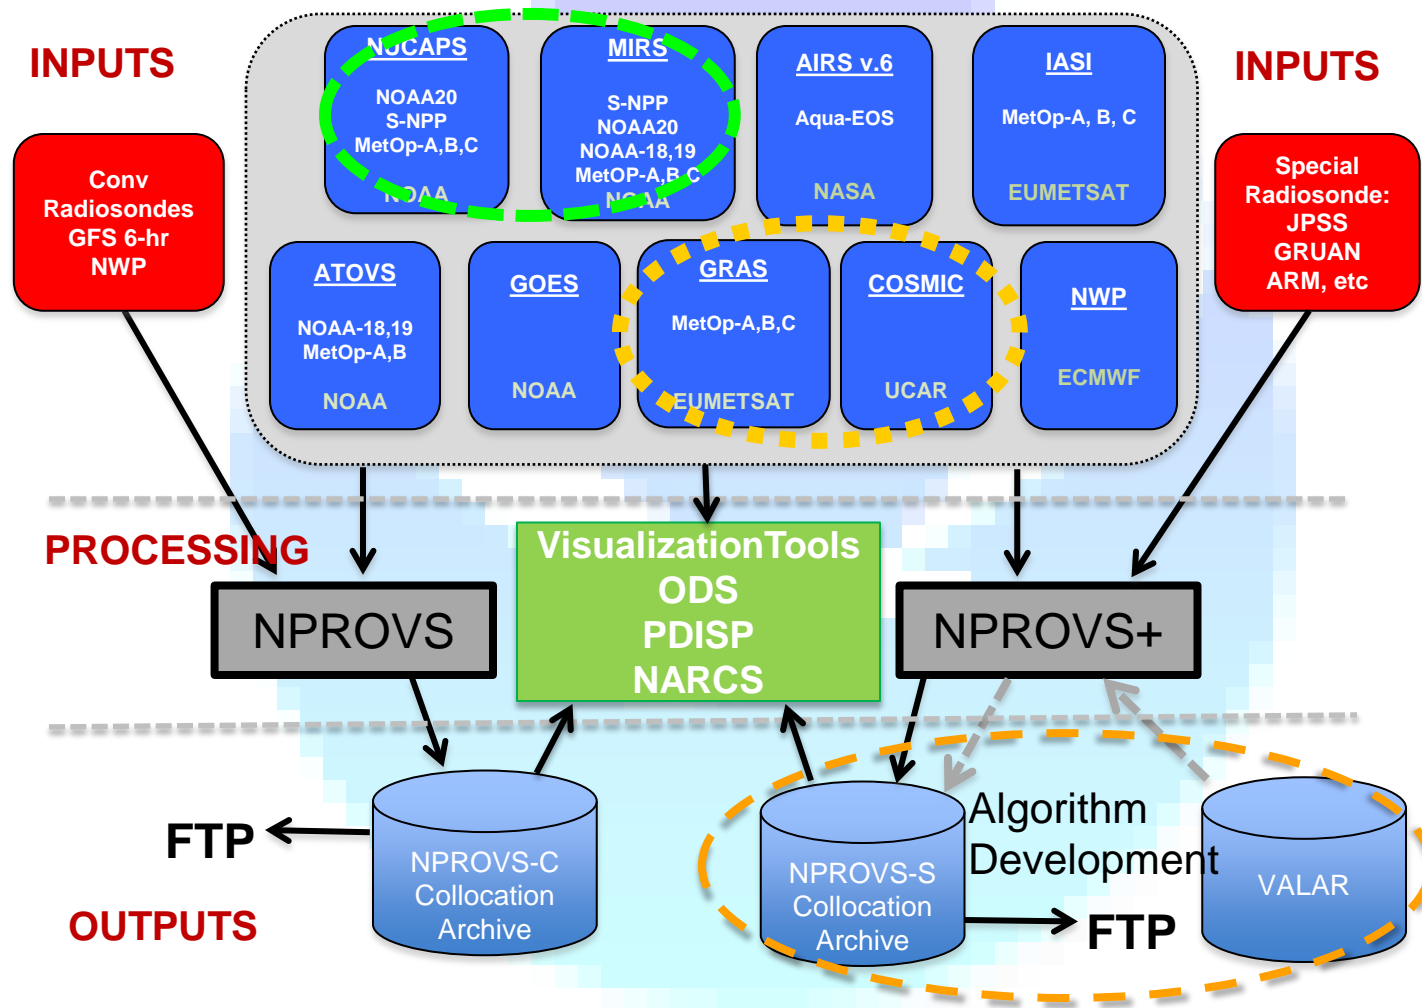 INPUTS
NUCAPS
NOAA20
S-NPP
MetOp-A,B,C
NOAA
MIRS
S-NPP
NOAA20
NOAA-18,19
MetOP-A,B,C
NOAA
AIRS v.6
Aqua-EOS
NASA
IASI
MetOp-A, B, C
EUMETSAT
INPUTS
Conv
Radiosondes
GFS 6-hr
NWP
Special
Radiosonde:
JPSS
GRUAN
ARM, etc
ATOVS
NOAA-18,19
MetOp-A,B
NOAA
GOES
NOAA
GRAS
MetOp-A,B,C
EUMETSAT
COSMIC
UCAR
NWP
ECMWF
PROCESSING
NPROVS
VisualizationTools
ODS
PDISP
NARCS
NPROVS+
FTP
NPROVS-C
Collocation
Archive
NPROVS-S
Collocation
Archive
Algorithm
Development
VALAR
FTP
OUTPUTS